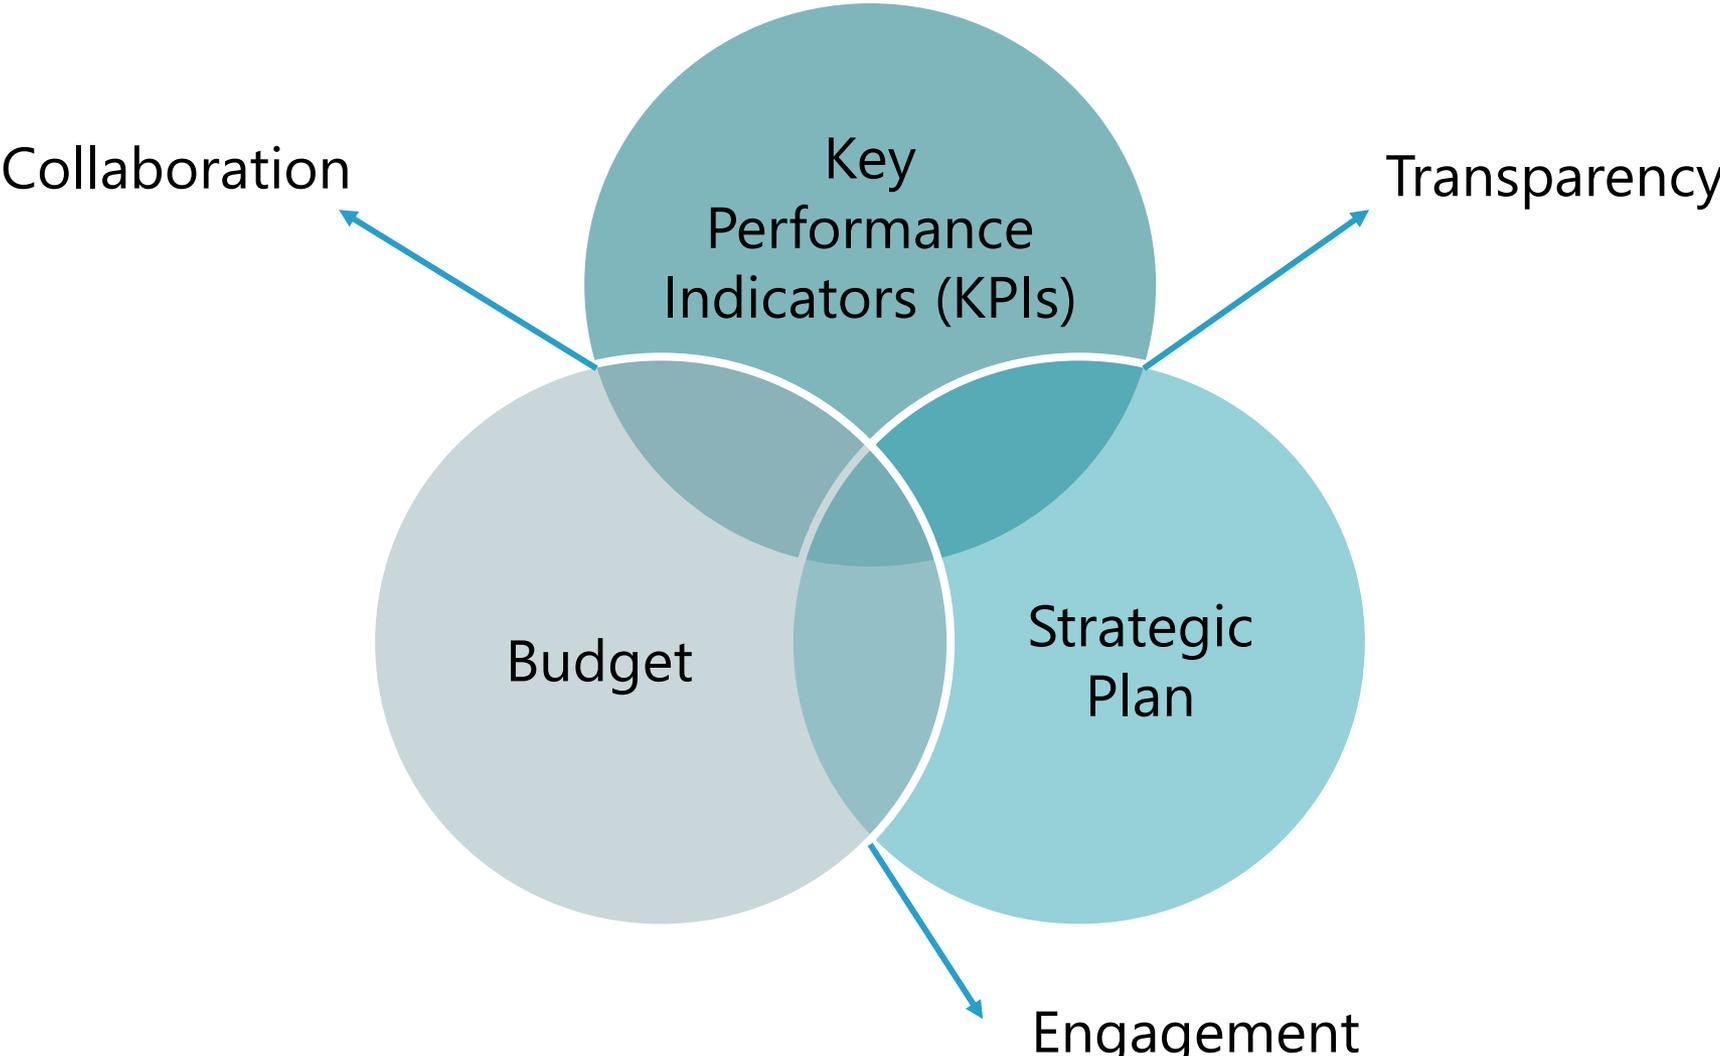 Key
Performance
Indicators (KPIs)
Collaboration
Transparency
Budget
Strategic
Plan
Engagement